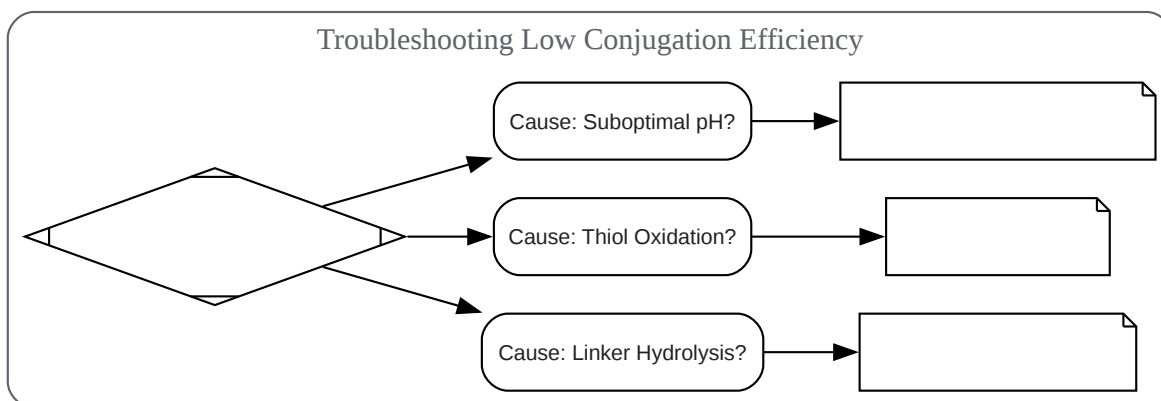 Troubleshooting Low Conjugation Efficiency
Cause: Suboptimal pH?
Cause: Thiol Oxidation?
Cause: Linker Hydrolysis?